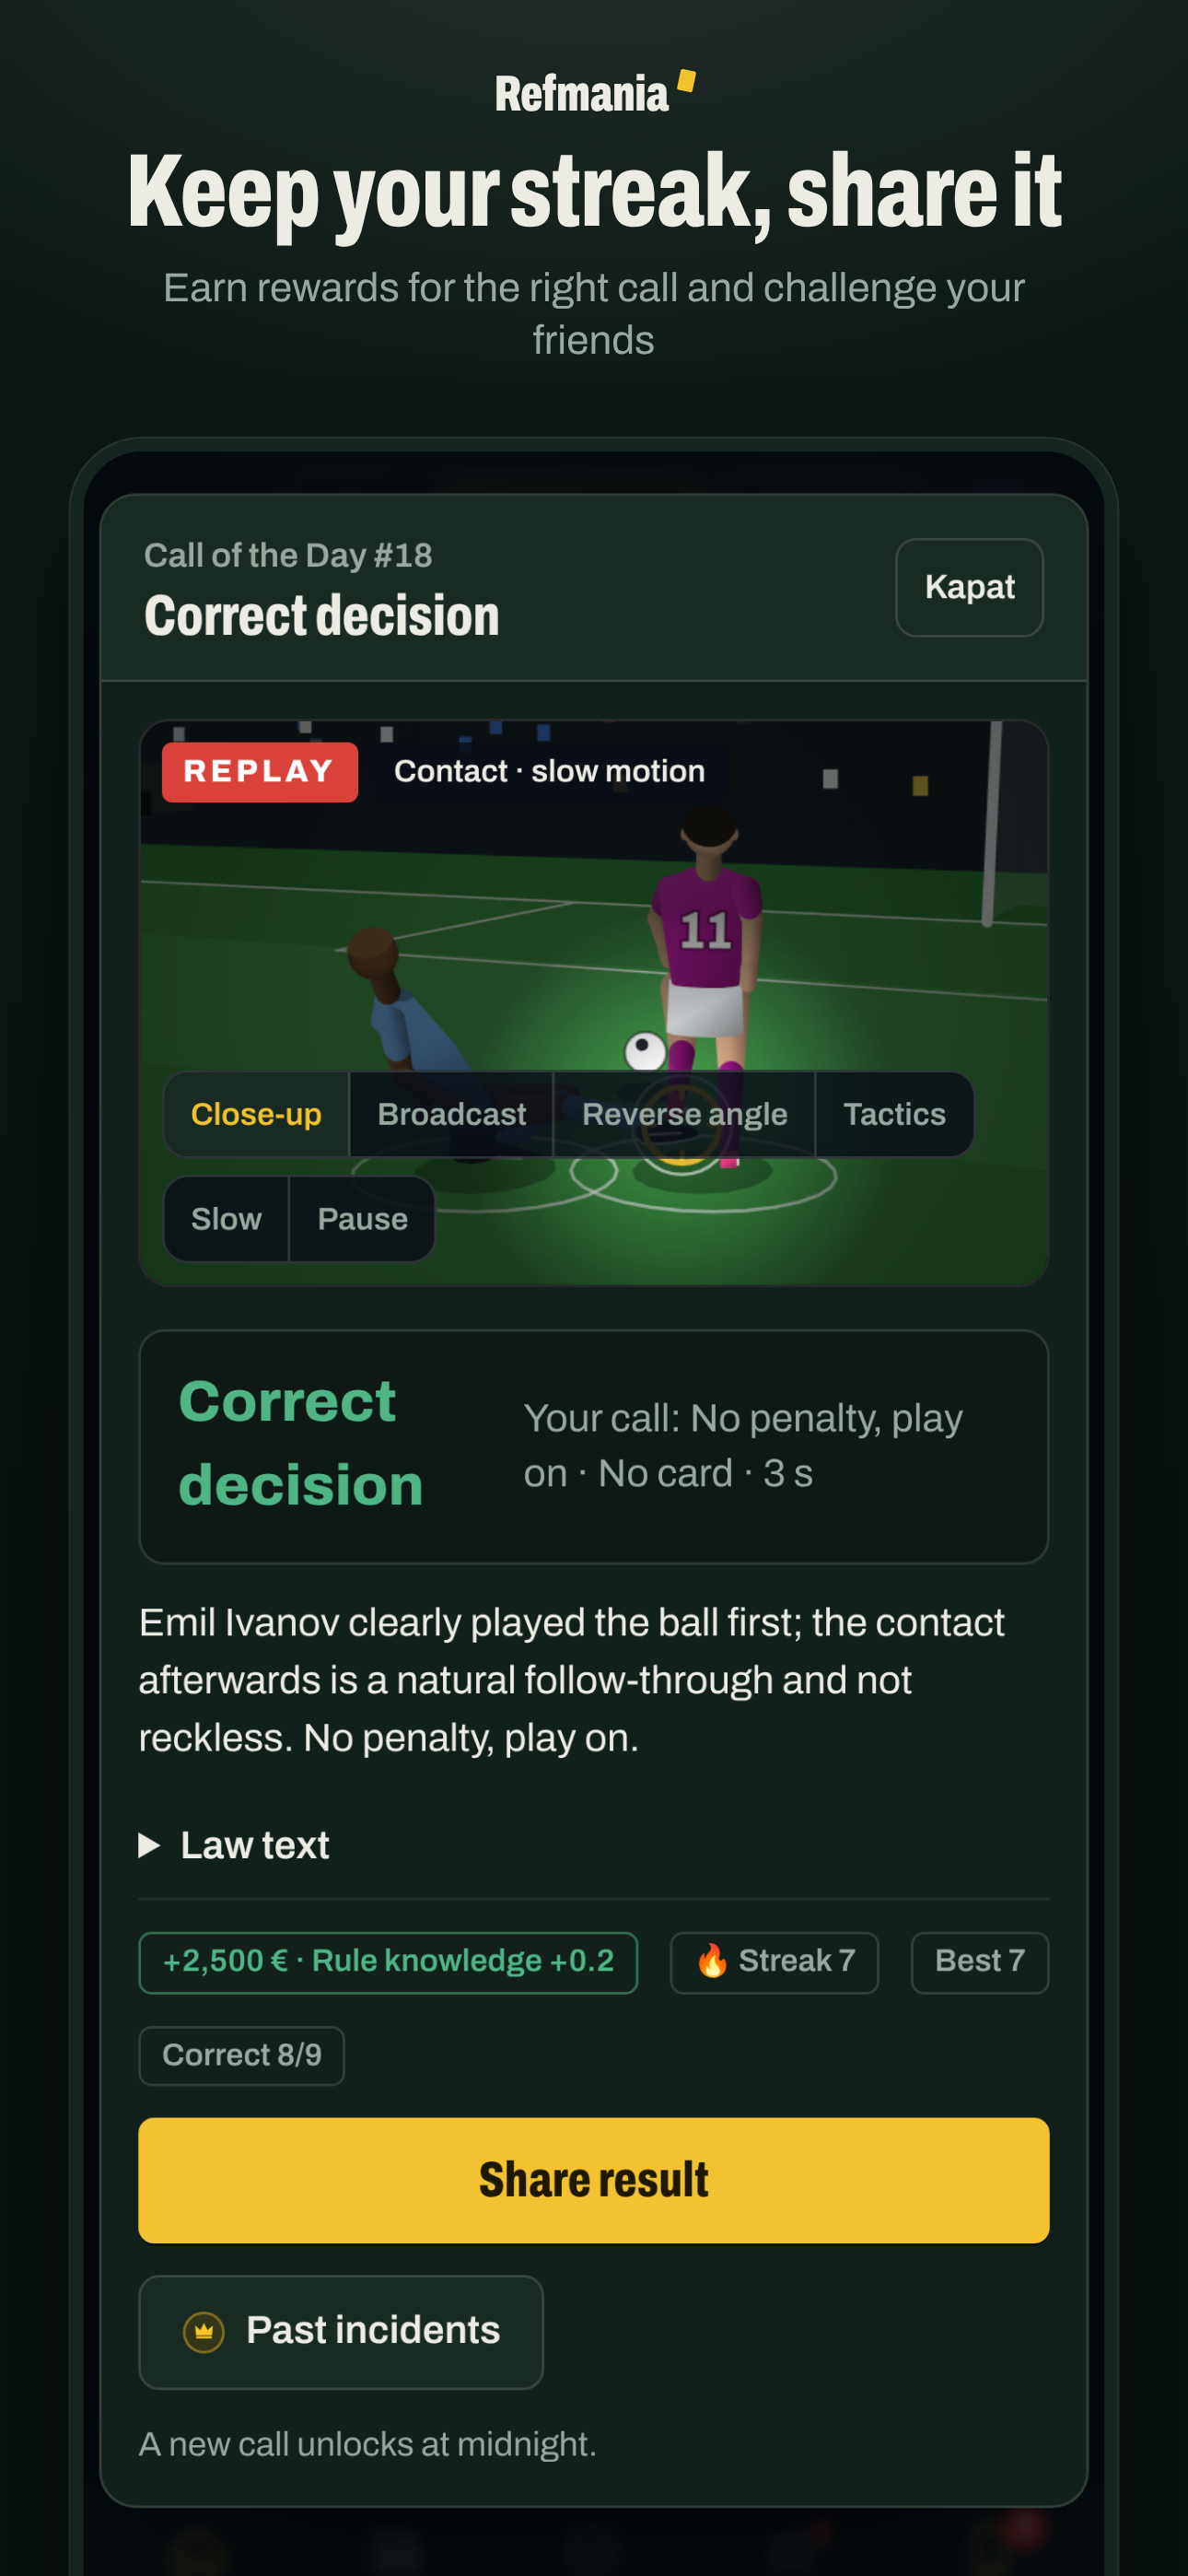 Refmania
Keep your streak, share it
Earn rewards for the right call and challenge your
friends
Call of the Day #18
Correct decision
Kapat
REPLAY
Contact · slow motion
11
Close-up
Broadcast
Reverse angle
Tactics
Slow
Pause
Correct
decision
Your call: No penalty, play
on · No card · 3 s
Emil Ivanov clearly played the ball first; the contact
afterwards is a natural follow-through and not
reckless. No penalty, play on.
Law text
+2,500 € · Rule knowledge +0.2
🔥 Streak 7
Best 7
Correct 8/9
Share result
Past incidents
A new call unlocks at midnight.